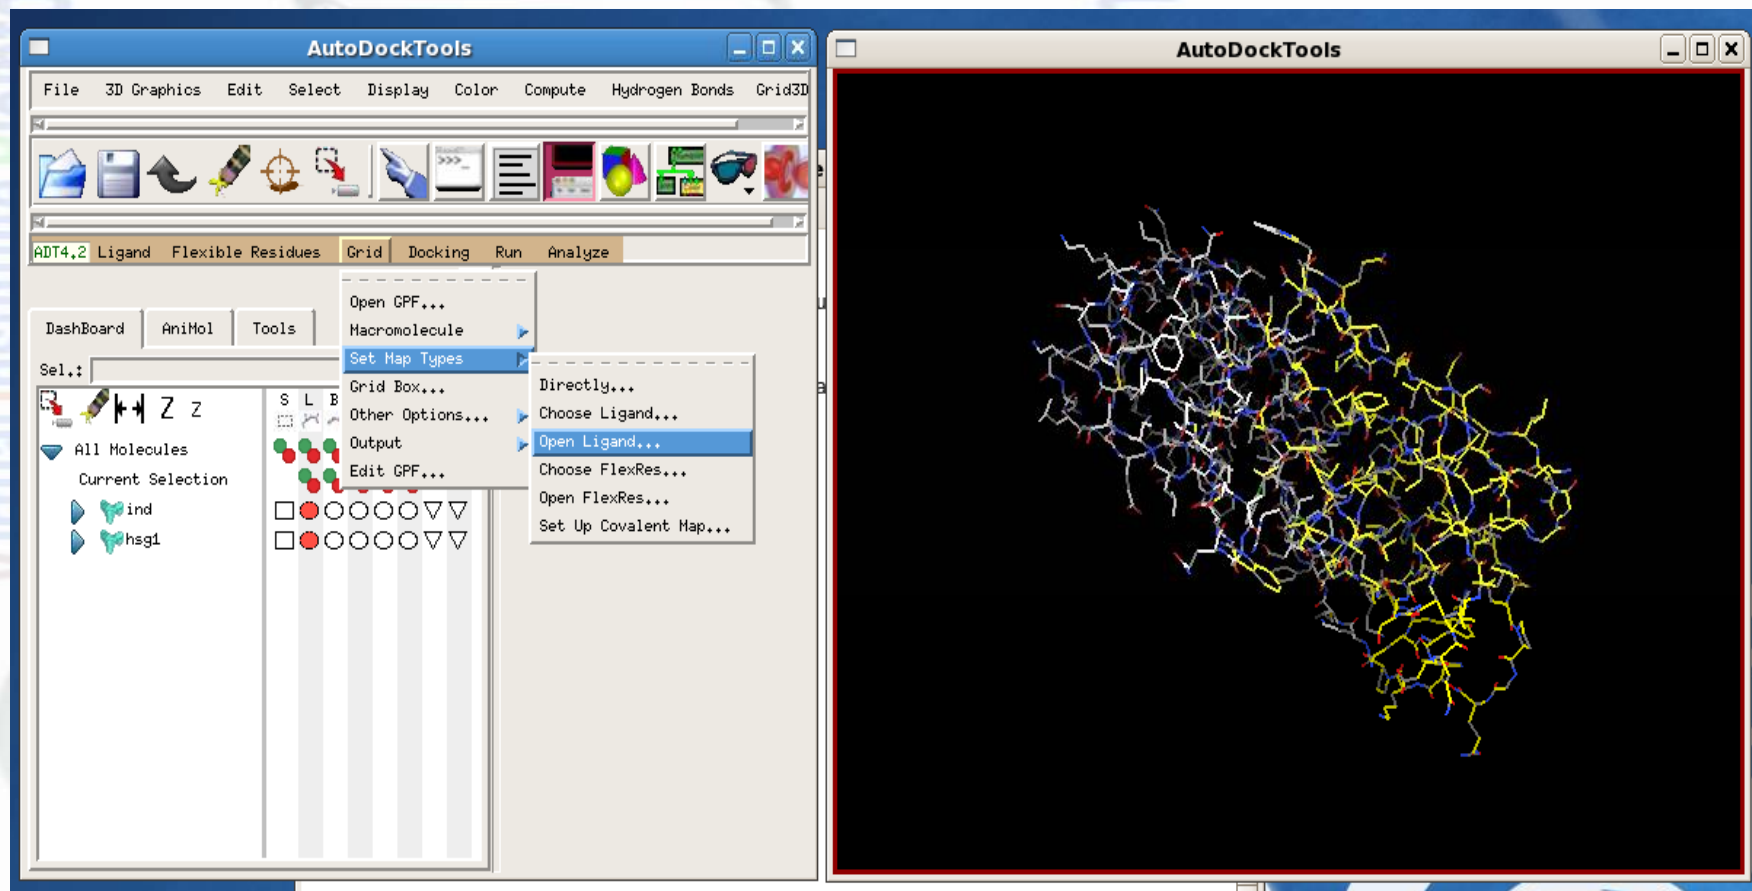 AutoDockTools
File 3D Graphics Edit Select Display Color Compute Hydrogen Bonds Grid3D
>>>_
ADT4.2 Ligand Flexible Residues Grid Docking Run Analyze
Open GPF...
Macromolecule
Set Map Types
Grid Box...
Other Options...
Output
Edit GPF...
Directly...
Choose Ligand...
Open Ligand...
Choose FlexRes...
Open FlexRes...
Set Up Covalent Map...
DashBoard AniMol Tools
Sel.:
Z Z
S L B
All Molecules
Current Selection
ind
hsg1
AutoDockTools